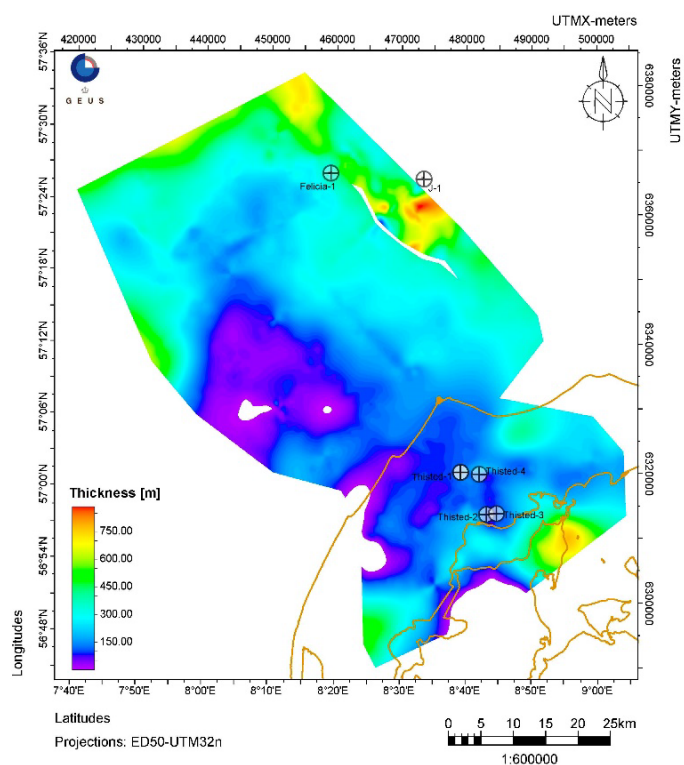 UTMX-meters
420000 430000 440000 450000 460000 470000 480000 490000 500000
57°36'N
57°30'N
57°24'N
57°18'N
57°12'N
57°06'N
57°00'N
56°54'N
56°48'N
GEUS
N
UTMY-meters
6380000
6360000
6340000
6320000
6300000
Felicia-1
J-1
Thisted-1
Thisted-4
Thisted-2
Thisted-3
Thickness [m]
750.00
600.00
450.00
300.00
150.00
Longitudes
7°40'E 7°50'E 8°00'E 8°10'E 8°20'E 8°30'E 8°40'E 8°50'E 9°00'E
Latitudes
Projections: ED50-UTM32n
0 5 10 15 20 25km
1:600000